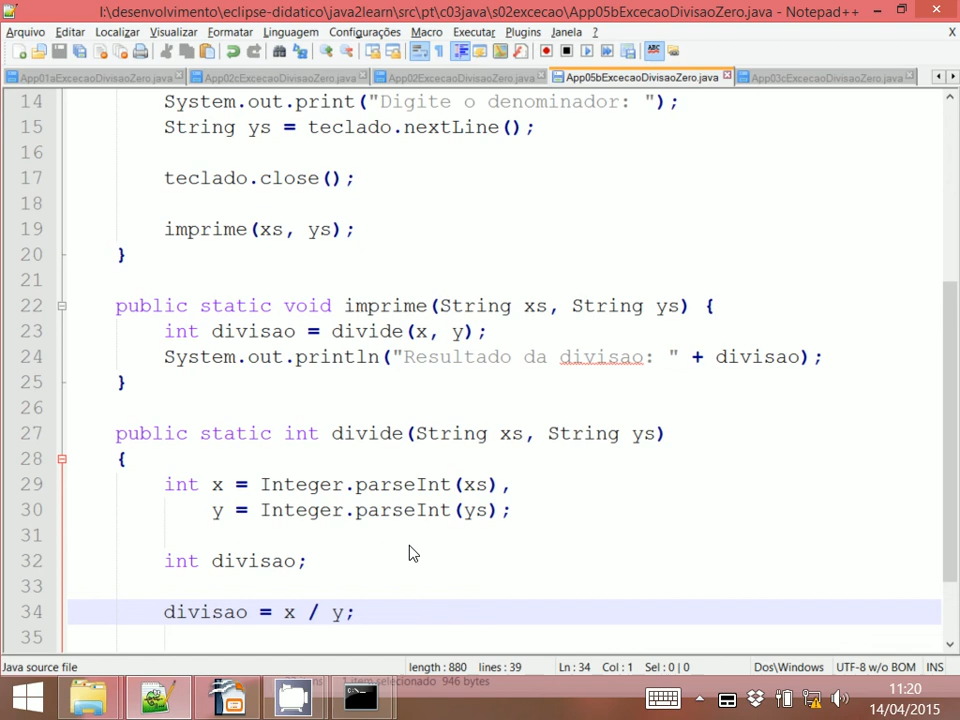 I:\desenvolvimento\eclipse-didatico\java2learn\src\pt\c03java\s02excecao\App05bExcecaoDivisaoZero.java - Notepad++
Arquivo Editar Localizar Visualizar Formatar Linguagem Configurações Macro Executar Plugins Janela ? X
App01aExcecaoDivisaoZero.java App02cExcecaoDivisaoZero.java App02ExcecaoDivisaoZero.java App05bExcecaoDivisaoZero.java App03cExcecaoDivisaoZero.java
14 System.out.print("Digite o denominador: ");
15 String ys = teclado.nextLine();
16
17 teclado.close();
18
19 imprime(xs, ys);
20 }
21
22 public static void imprime(String xs, String ys) {
23 int divisao = divide(x, y);
24 System.out.println("Resultado da divisao: " + divisao);
25 }
26
27 public static int divide(String xs, String ys)
28 {
29 int x = Integer.parseInt(xs),
30 y = Integer.parseInt(ys);
31
32 int divisao;
33
34 divisao = x / y;
35
Java source file length : 880 lines : 39 Ln : 34 Col : 1 Sel : 0 | 0 Dos\Windows UTF-8 w/o BOM INS
1 item selecionado 946 bytes
11:20
14/04/2015